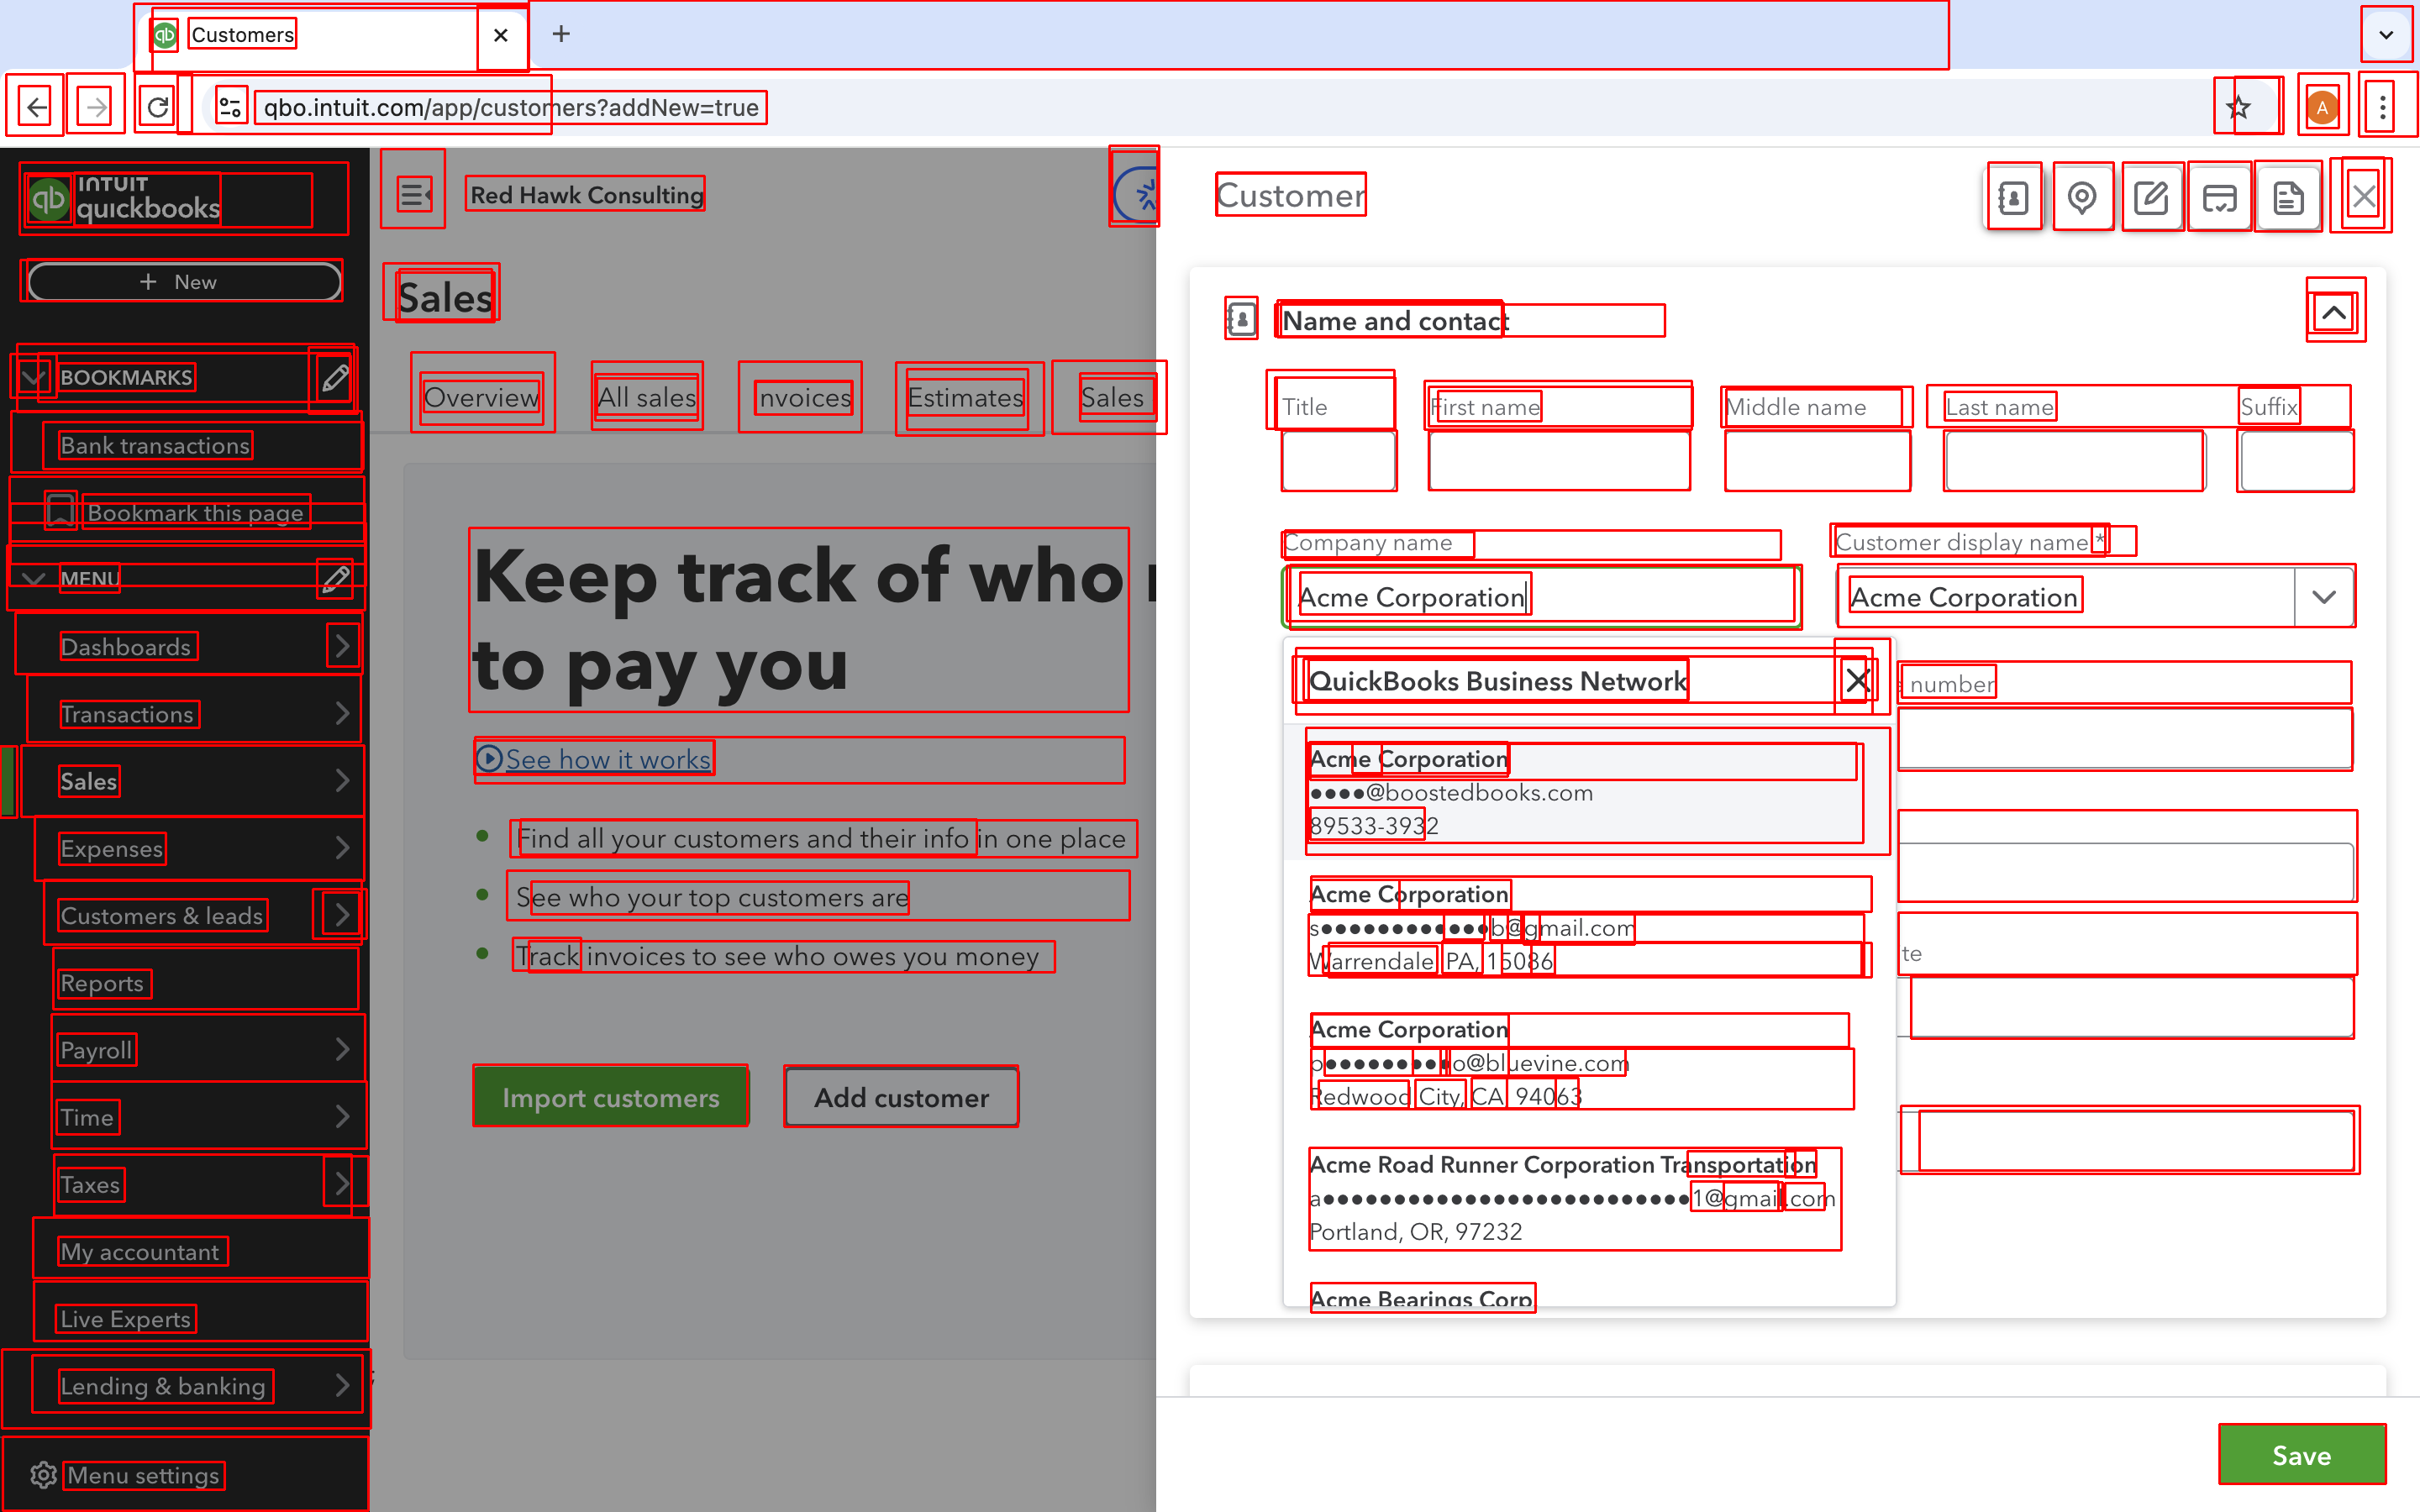 Customers
qbo.intuit.com/app/customers?addNew=true
A
qb INTUIT
quickbooks
+ New
BOOKMARKS
Bank transactions
Bookmark this page
MENU
Dashboards
Transactions
Sales
Expenses
Customers & leads
Reports
Payroll
Time
Taxes
My accountant
Live Experts
Lending & banking
Menu settings
Red Hawk Consulting
Sales
Overview
All sales
nvoices
Estimates
Sales
Keep track of who
to pay you
See how it works
Find all your customers and their info in one place
See who your top customers are
Track invoices to see who owes you money
Import customers
Add customer
Customer
Name and contact
Title
First name
Middle name
Last name
Suffix
Company name
Customer display name *
Acme Corporation
Acme Corporation
QuickBooks Business Network
number
Acme Corporation
●●●●@boostedbooks.com
89533-3932
Acme Corporation
s●●●●●●●●●●●●b@gmail.com
Warrendale, PA, 15086
te
Acme Corporation
●●●●●●●●●o@bluevine.com
Redwood City, CA, 94063
Acme Road Runner Corporation Transportation
a●●●●●●●●●●●●●●●●●●●●●●●●●●1@gmail.com
Portland, OR, 97232
Acme Bearings Corp
Save